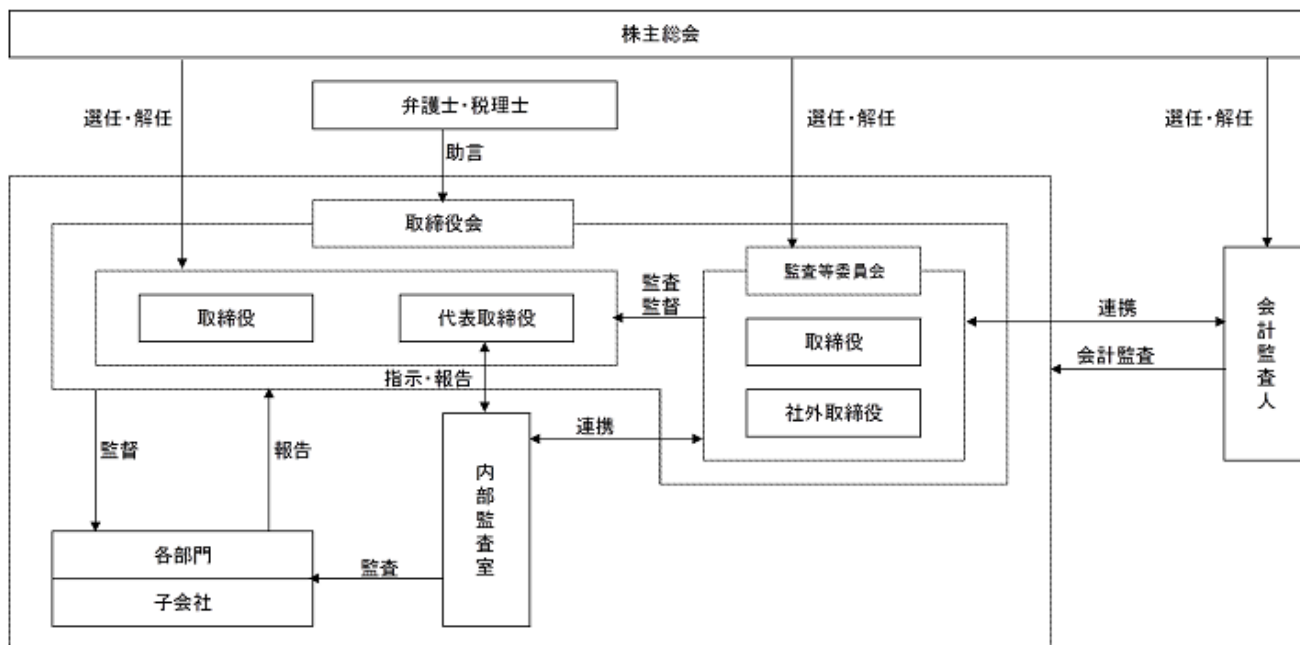 株主総会
選任・解任
弁護士・税理士
選任・解任
選任・解任
助言
取締役会
監査等委員会
監査
監督
取締役
代表取締役
取締役
社外取締役
連携
会計監査
会計監査人
指示・報告
監督
報告
連携
内部監査室
各部門
監査
子会社